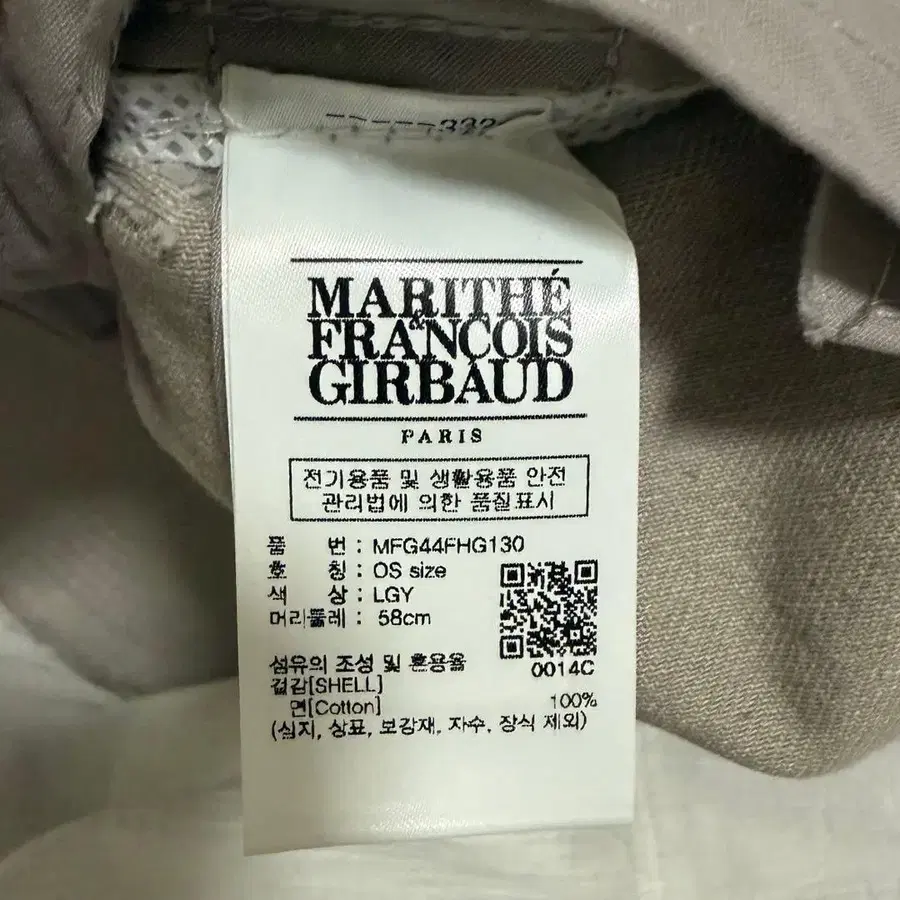 MARITHÉ
&
FRANÇOIS
GIRBAUD
PARIS
전기용품 및 생활용품 안전
관리법에 의한 품질표시
품 번 : MFG44FHG130
호 칭 : OS size
색 상 : LGY
머리둘레 : 58cm
0014C
섬유의 조성 및 혼용율
겉감[SHELL]
면[Cotton] 100%
(심지, 상표, 보강재, 자수, 장식 제외)